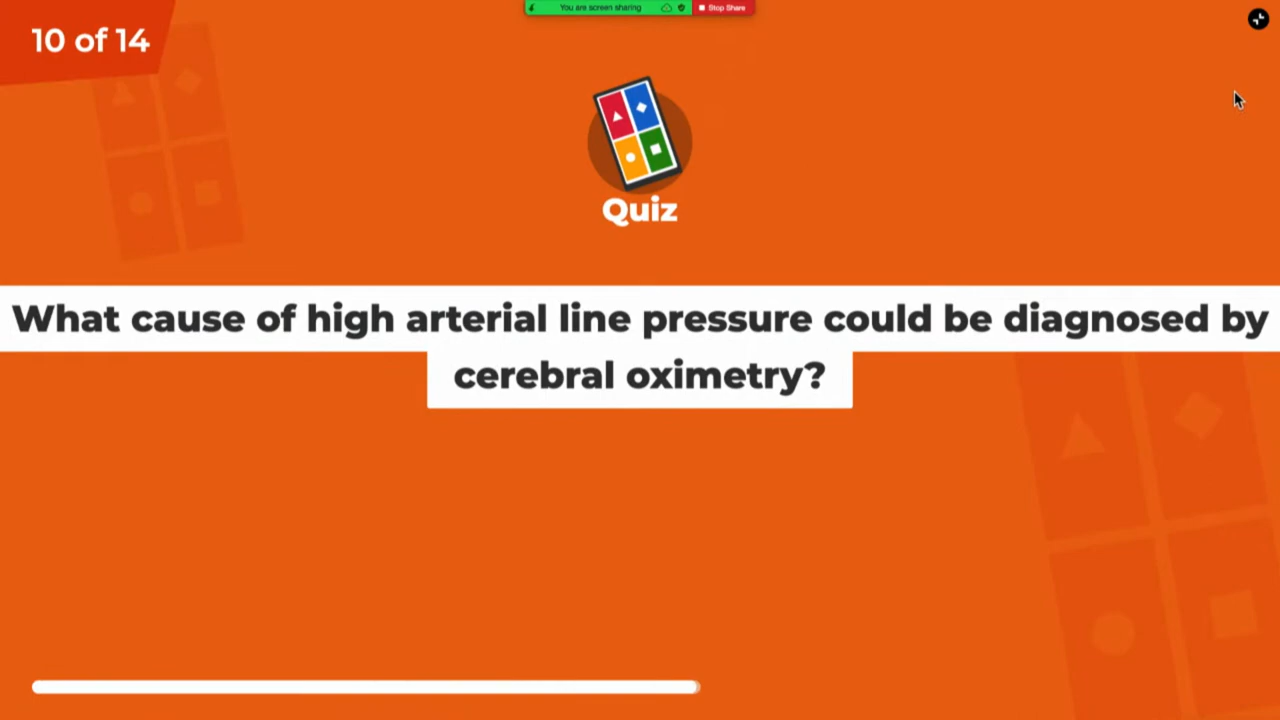 You are screen sharing
Stop Share
10 of 14
Quiz
What cause of high arterial line pressure could be diagnosed by
cerebral oximetry?